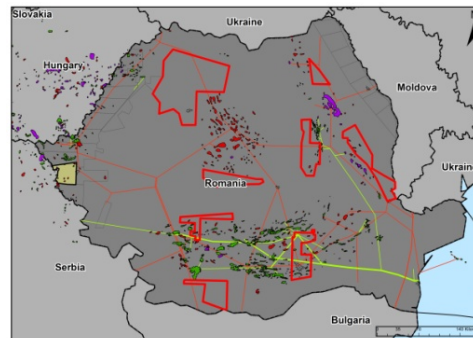 Slovakia
Ukraine
Hungary
Moldova
Ukraine
Romania
Serbia
Bulgaria